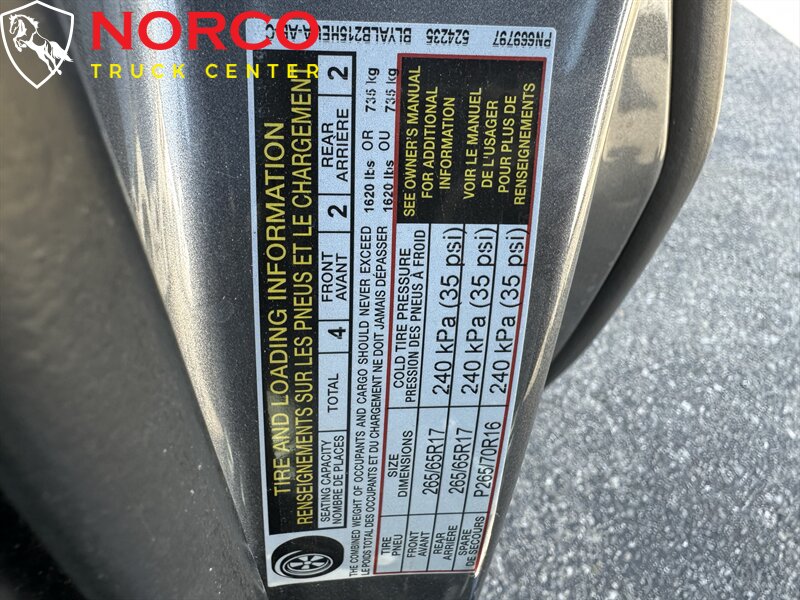 NORCO
TRUCK CENTER
TIRE AND LOADING INFORMATION
RENSEIGNEMENTS SUR LES PNEUS ET LE CHARGEMENT
SEATING CAPACITY TOTAL 4 FRONT 2 REAR 2
NOMBRE DE PLACES AVANT ARRIÈRE
THE COMBINED WEIGHT OF OCCUPANTS AND CARGO SHOULD NEVER EXCEED 1620 lbs OR 735 kg
LE POIDS TOTAL DES OCCUPANTS ET DU CHARGEMENT NE DOIT JAMAIS DÉPASSER 1620 lbs OU 735 kg
TIRE SIZE COLD TIRE PRESSURE
PNEU DIMENSIONS PRESSION DES PNEUS À FROID
FRONT
AVANT 265/65R17 240 kPa (35 psi)
REAR
ARRIERE 265/65R17 240 kPa (35 psi)
SPARE
DE SECOURS P265/70R16 240 kPa (35 psi)
SEE OWNER'S MANUAL
FOR ADDITIONAL
INFORMATION
VOIR LE MANUEL
DE L'USAGER
POUR PLUS DE
RENSEIGNEMENTS
524235
PN669797